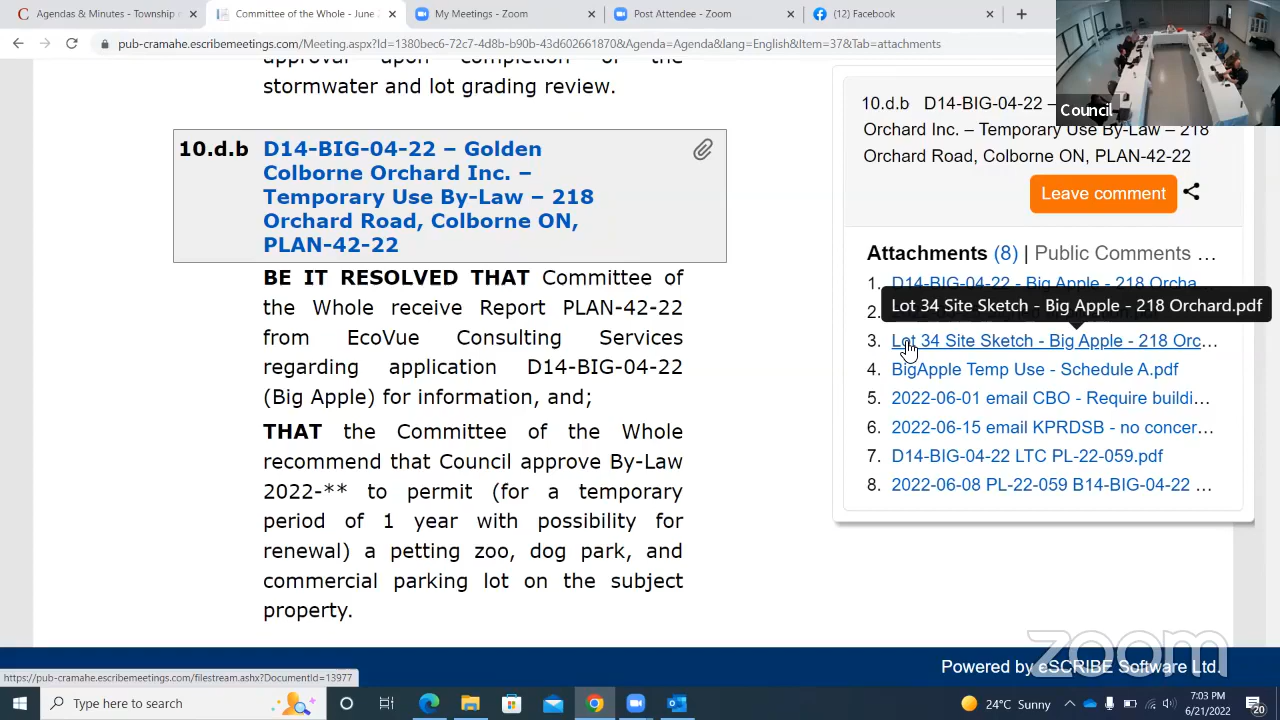 Agendas & Minutes - Township
Committee of the Whole - June
My Meetings - Zoom
Post Attendee - Zoom
(12) Facebook
pub-cramahe.escribemeetings.com/Meeting.aspx?Id=1380bec6-72c7-4d8b-b90b-43d602661870&Agenda=Agenda&lang=English&Item=37&Tab=attachments
Council
approval upon completion of the
stormwater and lot grading review.
10.d.b D14-BIG-04-22 – Golden
Colborne Orchard Inc. –
Temporary Use By-Law – 218
Orchard Road, Colborne ON,
PLAN-42-22
BE IT RESOLVED THAT Committee of
the Whole receive Report PLAN-42-22
from EcoVue Consulting Services
regarding application D14-BIG-04-22
(Big Apple) for information, and;
THAT the Committee of the Whole
recommend that Council approve By-Law
2022-** to permit (for a temporary
period of 1 year with possibility for
renewal) a petting zoo, dog park, and
commercial parking lot on the subject
property.
10.d.b D14-BIG-04-22 –
Orchard Inc. – Temporary Use By-Law – 218
Orchard Road, Colborne ON, PLAN-42-22
Leave comment
Attachments (8) | Public Comments ...
1. D14-BIG-04-22 - Big Apple - 218 Orcha...
Lot 34 Site Sketch - Big Apple - 218 Orchard.pdf
2.
3. Lot 34 Site Sketch - Big Apple - 218 Orc...
4. BigApple Temp Use - Schedule A.pdf
5. 2022-06-01 email CBO - Require buildi...
6. 2022-06-15 email KPRDSB - no concer...
7. D14-BIG-04-22 LTC PL-22-059.pdf
8. 2022-06-08 PL-22-059 B14-BIG-04-22 ...
zoom
Powered by eSCRIBE Software Ltd.
https://pub-cramahe.escribemeetings.com/filestream.ashx?DocumentId=13977
Type here to search
24°C Sunny
7:03 PM
6/21/2022
20